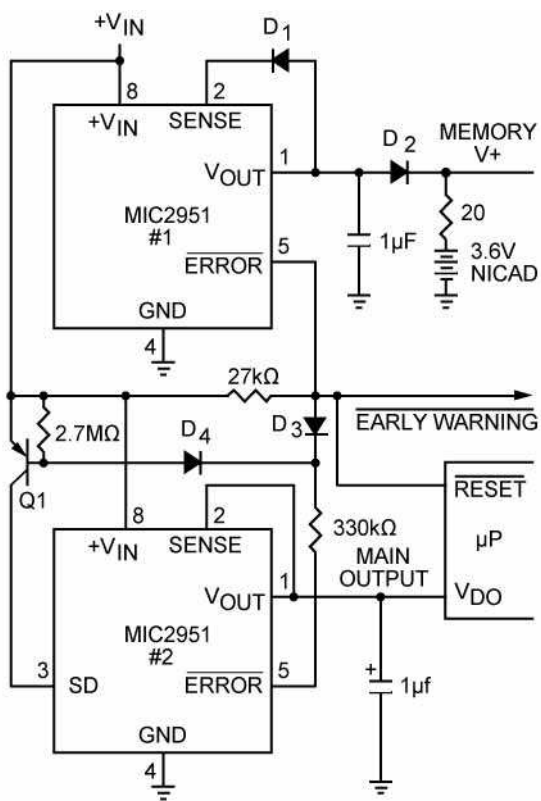 +VIN
D1
8
2
+VIN
SENSE
MEMORY
V+
D2
1
VOUT
20
MIC2951
#1
1µF
3.6V
NICAD
5
ERROR
GND
4
27kΩ
EARLY WARNING
D3
2.7MΩ
D4
RESET
Q1
8
2
330kΩ
µP
+VIN
SENSE
MAIN
OUTPUT
1
VOUT
VDO
MIC2951
#2
3
5
SD
ERROR
+
1µf
GND
4